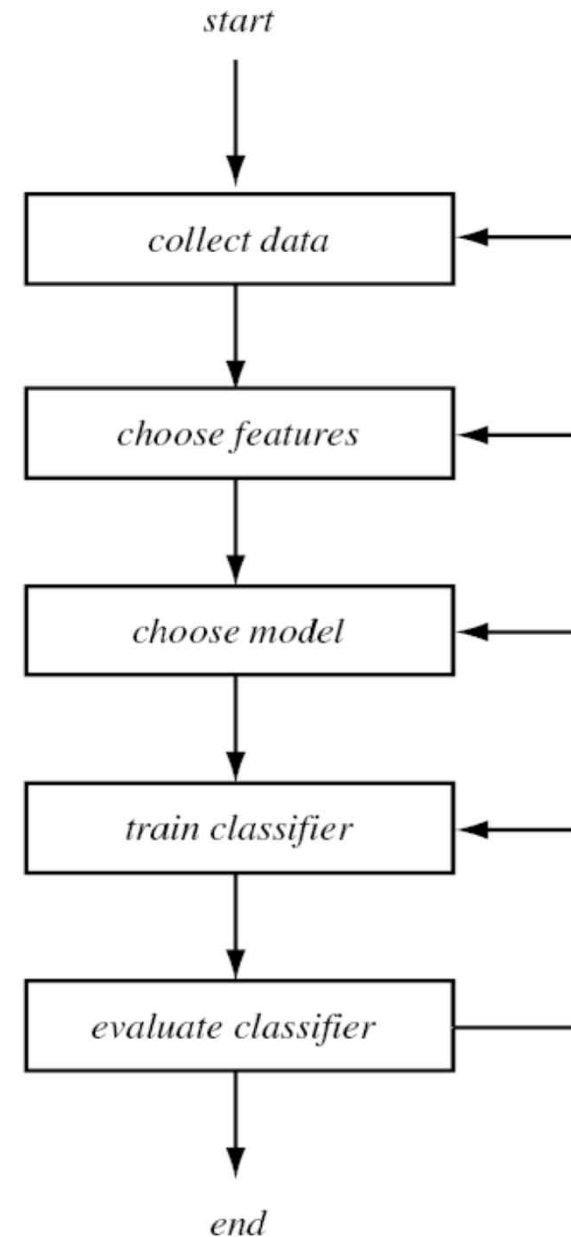 start
collect data
choose features
choose model
train classifier
evaluate classifier
end